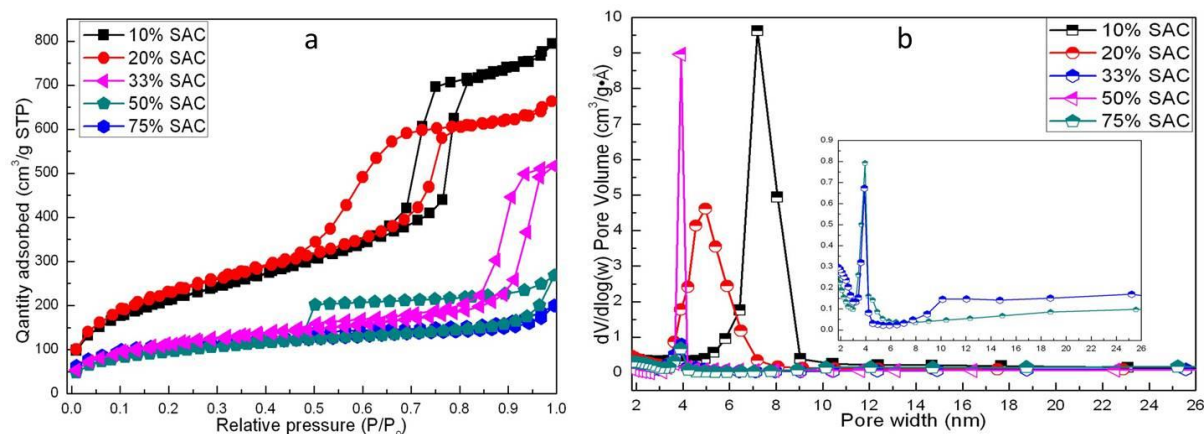 a
10% SAC
20% SAC
33% SAC
50% SAC
75% SAC
800
700
600
500
400
300
200
100
0
0.0 0.1 0.2 0.3 0.4 0.5 0.6 0.7 0.8 0.9 1.0
Qantity adsorbed (cm³/g STP)
Relative pressure (P/P₀)
b
10% SAC
20% SAC
33% SAC
50% SAC
75% SAC
10
9
8
7
6
5
4
3
2
1
0
2 4 6 8 10 12 14 16 18 20 22 24 26
dV/dlog(w) Pore Volume (cm³/g•Å)
Pore width (nm)
0.9
0.8
0.7
0.6
0.5
0.4
0.3
0.2
0.1
0.0
2 4 6 8 10 12 14 16 18 20 22 24 26